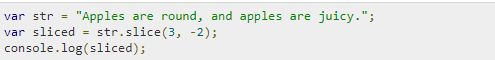 var str = "Apples are round, and apples are juicy.";
var sliced = str.slice(3, -2);
console.log(sliced);